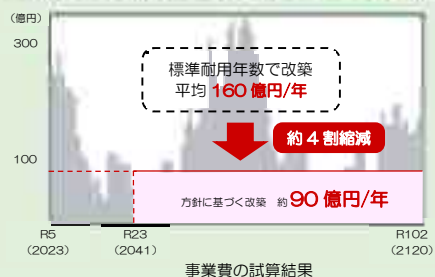 (億円)
300
標準耐用年数で改築
平均 160 億円/年
約4割縮減
100
方針に基づく改築 約 90 億円/年
R5 R23 R102
(2023) (2041) (2120)
事業費の試算結果